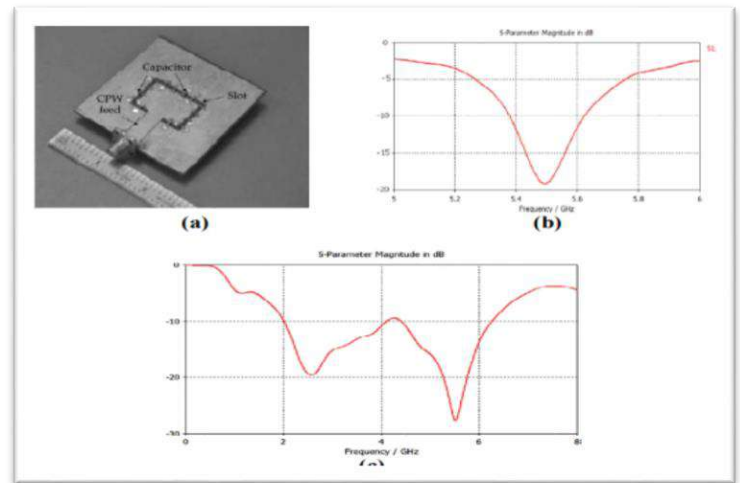 Capacitor
CPW
feed
Slot
(a)
S-Parameter Magnitude in dB
0
-5
-10
-15
-20
5
5.2
5.4
5.6
5.8
6
Frequency / GHz
(b)
S-Parameter Magnitude in dB
0
-10
-20
-30
0
2
4
6
8
Frequency / GHz